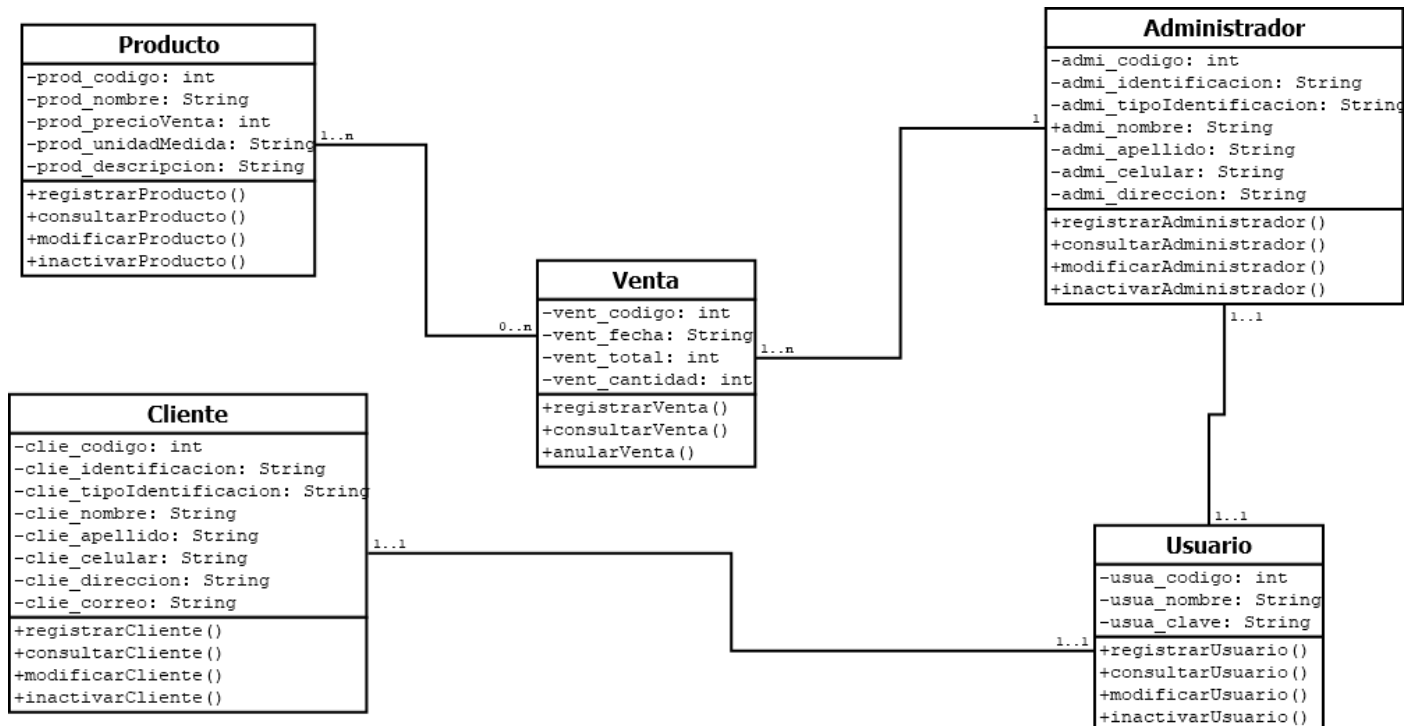 Producto
-prod_codigo: int
-prod_nombre: String
-prod_precioVenta: int
-prod_unidadMedida: String
-prod_descripcion: String
+registrarProducto()
+consultarProducto()
+modificarProducto()
+inactivarProducto()
1..n
0..n
Administrador
-admi_codigo: int
-admi_identificacion: String
-admi_tipoIdentificacion: String
+admi_nombre: String
-admi_apellido: String
-admi_celular: String
-admi_direccion: String
+registrarAdministrador()
+consultarAdministrador()
+modificarAdministrador()
+inactivarAdministrador()
1
1..1
Venta
-vent_codigo: int
-vent_fecha: String
-vent_total: int
-vent_cantidad: int
+registrarVenta()
+consultarVenta()
+anularVenta()
1..n
Cliente
-clie_codigo: int
-clie_identificacion: String
-clie_tipoIdentificacion: String
-clie_nombre: String
-clie_apellido: String
-clie_celular: String
-clie_direccion: String
-clie_correo: String
+registrarCliente()
+consultarCliente()
+modificarCliente()
+inactivarCliente()
1..1
1..1
1..1
Usuario
-usua_codigo: int
-usua_nombre: String
-usua_clave: String
+registrarUsuario()
+consultarUsuario()
+modificarUsuario()
+inactivarUsuario()